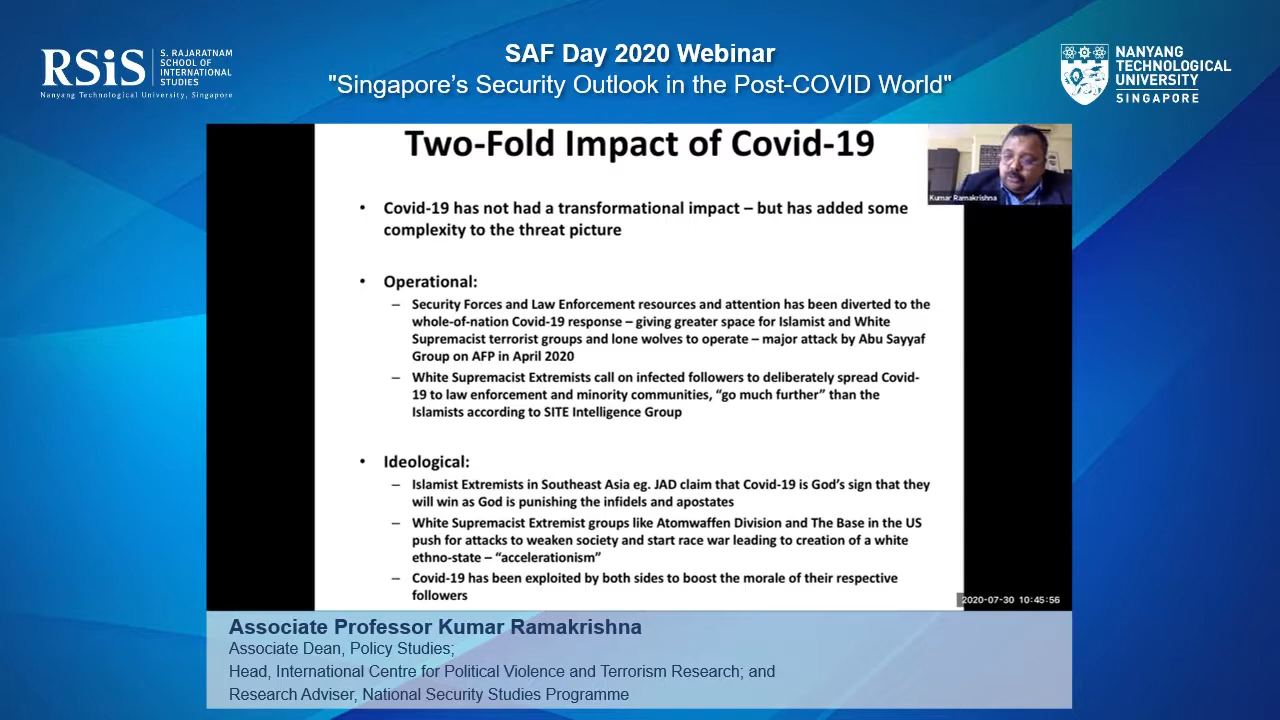 RSiS
S. RAJARATNAM
SCHOOL OF
INTERNATIONAL
STUDIES
Nanyang Technological University, Singapore
SAF Day 2020 Webinar
"Singapore’s Security Outlook in the Post-COVID World"
NANYANG
TECHNOLOGICAL
UNIVERSITY
SINGAPORE
Two-Fold Impact of Covid-19
Kumar Ramakrishna
• Covid-19 has not had a transformational impact – but has added some
complexity to the threat picture
• Operational:
– Security Forces and Law Enforcement resources and attention has been diverted to the
whole-of-nation Covid-19 response – giving greater space for Islamist and White
Supremacist terrorist groups and lone wolves to operate – major attack by Abu Sayyaf
Group on AFP in April 2020
– White Supremacist Extremists call on infected followers to deliberately spread Covid-
19 to law enforcement and minority communities, “go much further” than the
Islamists according to SITE Intelligence Group
• Ideological:
– Islamist Extremists in Southeast Asia eg. JAD claim that Covid-19 is God’s sign that they
will win as God is punishing the infidels and apostates
– White Supremacist Extremist groups like Atomwaffen Division and The Base in the US
push for attacks to weaken society and start race war leading to creation of a white
ethno-state – “accelerationism”
– Covid-19 has been exploited by both sides to boost the morale of their respective
followers
2020-07-30 10:45:56
Associate Professor Kumar Ramakrishna
Associate Dean, Policy Studies;
Head, International Centre for Political Violence and Terrorism Research; and
Research Adviser, National Security Studies Programme